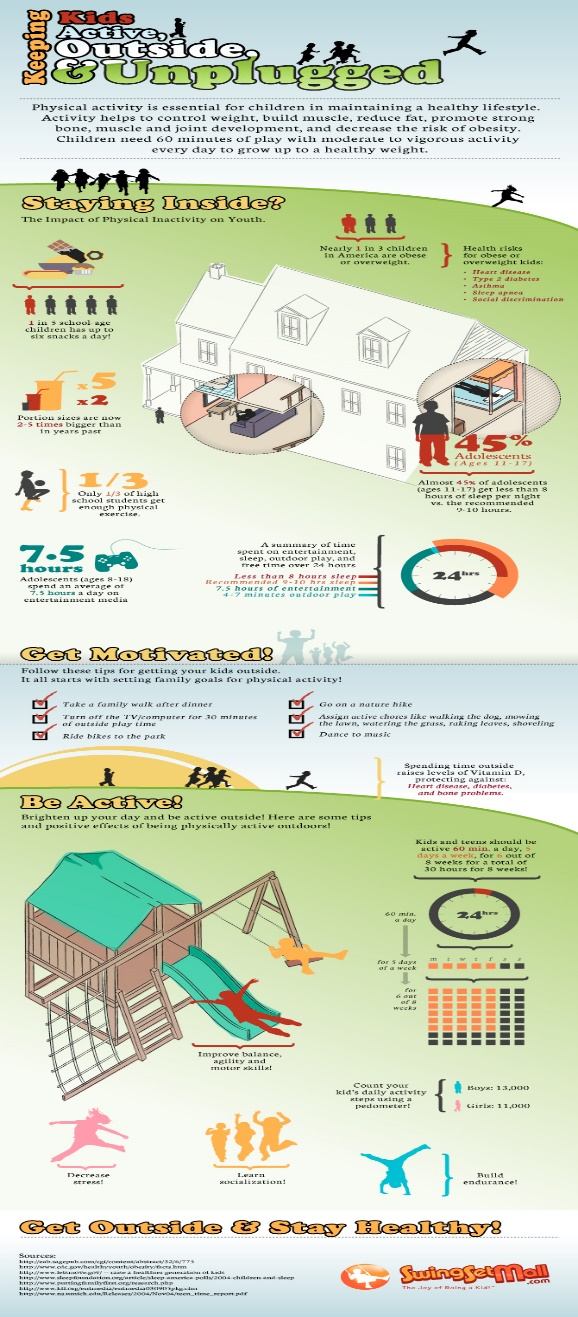 Keeping Kids
Active,
Outside,
& Unplugged
Physical activity is essential for children in maintaining a healthy lifestyle.
Activity helps to control weight, build muscle, reduce fat, promote strong
bone, muscle and joint development, and decrease the risk of obesity.
Children need 60 minutes of play with moderate to vigorous activity
every day to grow up to a healthy weight.
Staying Inside?
The Impact of Physical Inactivity on Youth.
Nearly 1 in 3 children
in America are obese
or overweight.
Health risks
for obese or
overweight kids:
• Heart disease
• Type 2 diabetes
• Asthma
• Sleep apnea
• Social discrimination
1 in 5 school-age
children has up to
six snacks a day!
x5
x2
Portion sizes are now
2-5 times bigger than
in years past
45%
Adolescents
(Ages 11-17)
Almost 45% of adolescents
(ages 11-17) get less than 8
hours of sleep per night
vs. the recommended
9-10 hours.
1/3
Only 1/3 of high
school students get
enough physical
exercise.
7.5
hours
Adolescents (ages 8-18)
spend an average of
7.5 hours a day on
entertainment media
A summary of time
spent on entertainment,
sleep, outdoor play, and
free time over 24 hours
Less than 8 hours sleep
Recommended 9-10 hrs sleep
7.5 hours of entertainment
4-7 minutes outdoor play
24hrs
Get Motivated!
Follow these tips for getting your kids outside.
It all starts with setting family goals for physical activity!
Take a family walk after dinner
Turn off the TV/computer for 30 minutes
of outside play time
Ride bikes to the park
Go on a nature hike
Assign active chores like walking the dog, mowing
the lawn, watering the grass, raking leaves, shoveling
Dance to music
Spending time outside
raises levels of Vitamin D,
protecting against:
Heart disease, diabetes,
and bone problems.
Be Active!
Brighten up your day and be active outside! Here are some tips
and positive effects of being physically active outdoors!
Kids and teens should be
active 60 min. a day, 5
days a week, for 6 out of
8 weeks for a total of
30 hours for 8 weeks!
60 min.
a day
24hrs
for 5 days
of a week
m t w t f s s
for
6 out
of 8
weeks
Improve balance,
agility and
motor skills!
Count your
kid's daily activity
steps using a
pedometer!
Boys: 13,000
Girls: 11,000
Decrease
stress!
Learn
socialization!
Build
endurance!
Get Outside & Stay Healthy!
Sources:
SwingSetMall
.com
The Joy of Being a Kid!